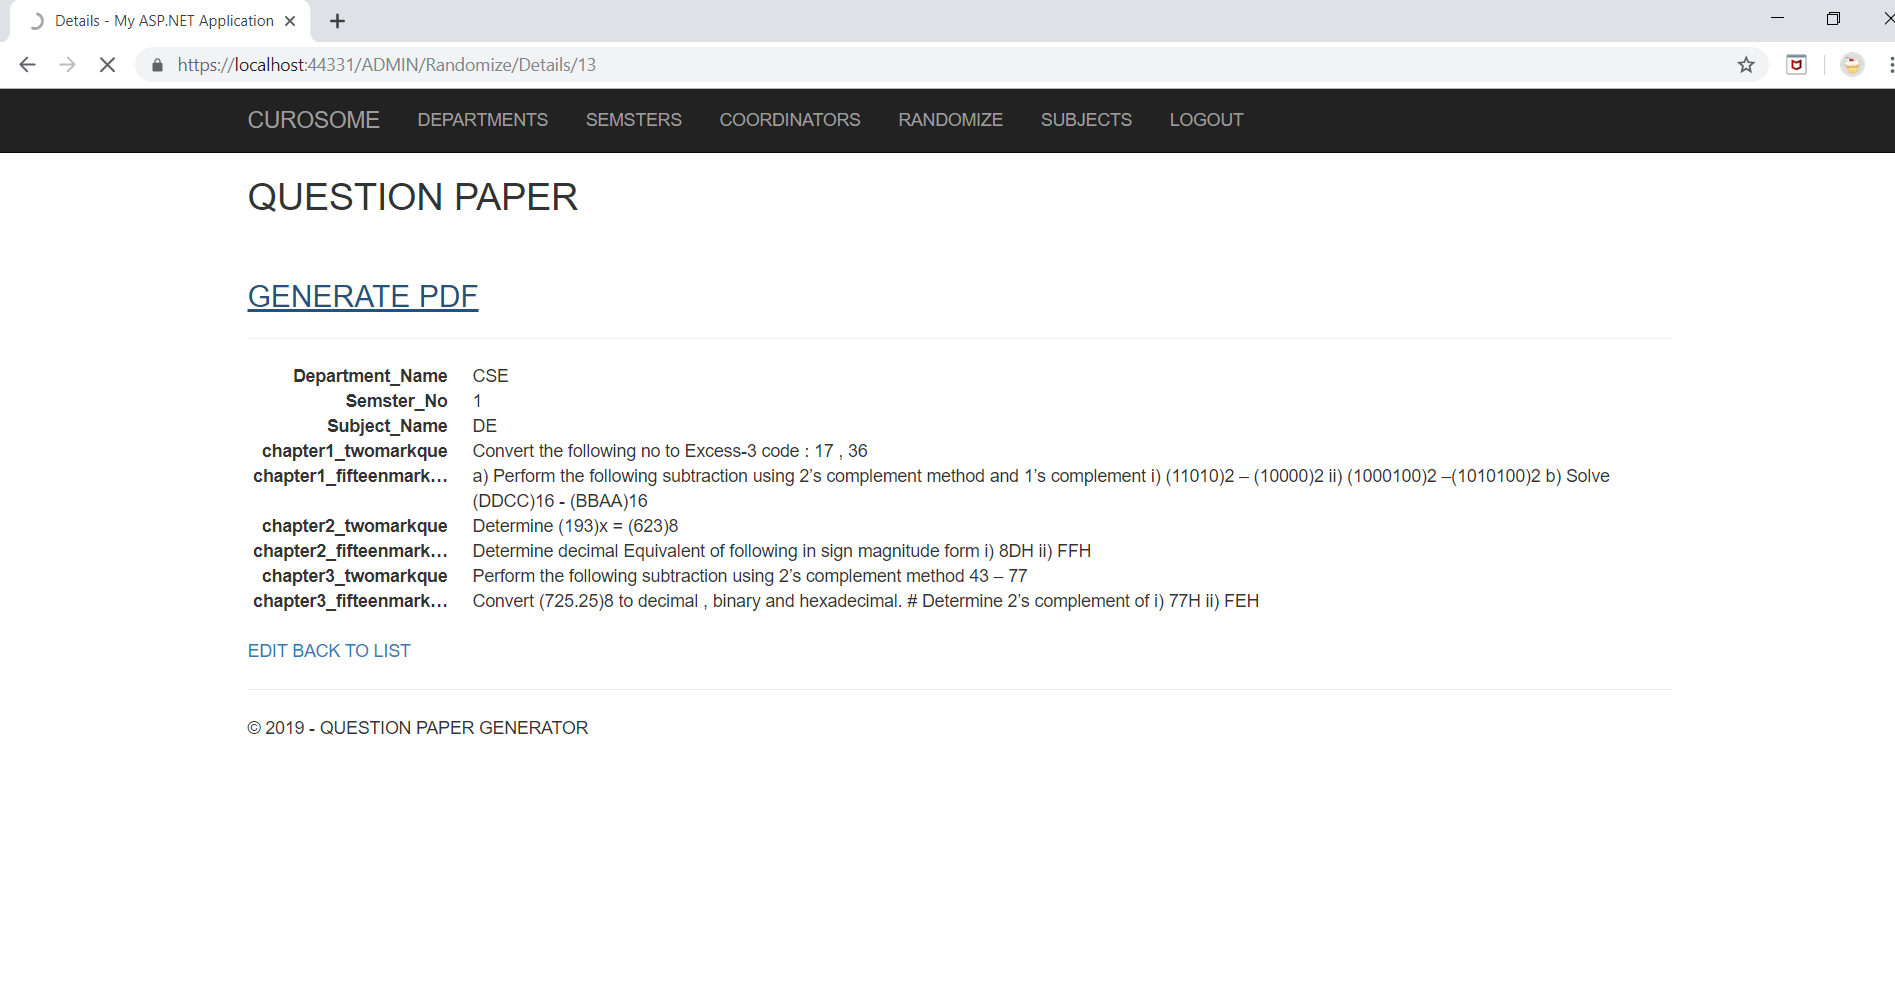 Details - My ASP.NET Application
https://localhost:44331/ADMIN/Randomize/Details/13
CUROSOME DEPARTMENTS SEMSTERS COORDINATORS RANDOMIZE SUBJECTS LOGOUT
QUESTION PAPER
GENERATE PDF
Department_Name CSE
Semster_No 1
Subject_Name DE
chapter1_twomarkque Convert the following no to Excess-3 code : 17 , 36
chapter1_fifteenmark... a) Perform the following subtraction using 2’s complement method and 1’s complement i) (11010)2 – (10000)2 ii) (1000100)2 –(1010100)2 b) Solve
(DDCC)16 - (BBAA)16
chapter2_twomarkque Determine (193)x = (623)8
chapter2_fifteenmark... Determine decimal Equivalent of following in sign magnitude form i) 8DH ii) FFH
chapter3_twomarkque Perform the following subtraction using 2’s complement method 43 – 77
chapter3_fifteenmark... Convert (725.25)8 to decimal , binary and hexadecimal. # Determine 2’s complement of i) 77H ii) FEH
EDIT BACK TO LIST
© 2019 - QUESTION PAPER GENERATOR